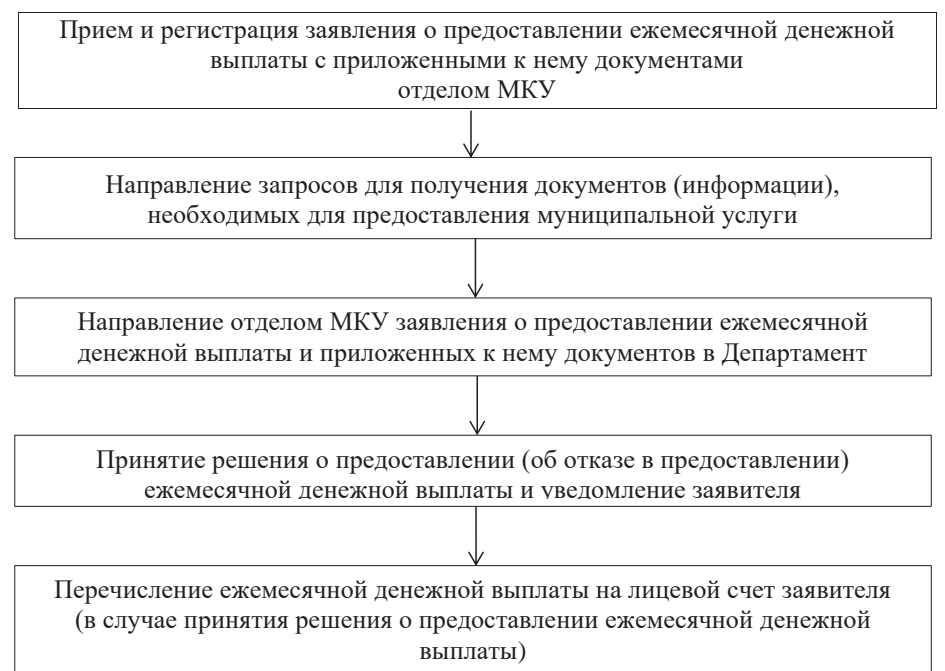 Прием и регистрация заявления о предоставлении ежемесячной денежной
выплаты с приложенными к нему документами
отделом МКУ
Направление запросов для получения документов (информации),
необходимых для предоставления муниципальной услуги
Направление отделом МКУ заявления о предоставлении ежемесячной
денежной выплаты и приложенных к нему документов в Департамент
Принятие решения о предоставлении (об отказе в предоставлении)
ежемесячной денежной выплаты и уведомление заявителя
Перечисление ежемесячной денежной выплаты на лицевой счет заявителя
(в случае принятия решения о предоставлении ежемесячной денежной
выплаты)